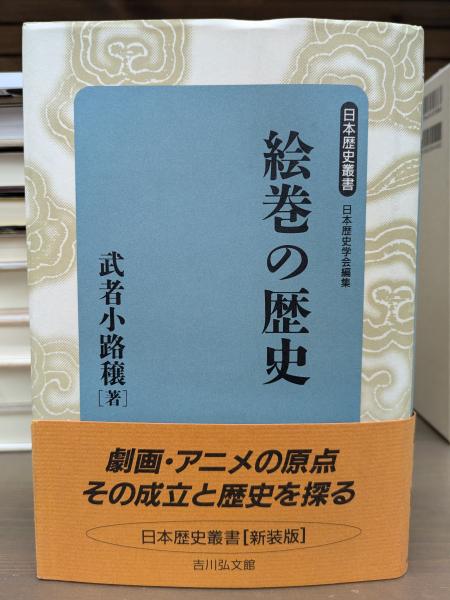 日本歴史叢書
日本歴史学会編集
絵巻の歴史
武者小路穣[著]
劇画・アニメの原点
その成立と歴史を探る
日本歴史叢書[新装版]
吉川弘文館